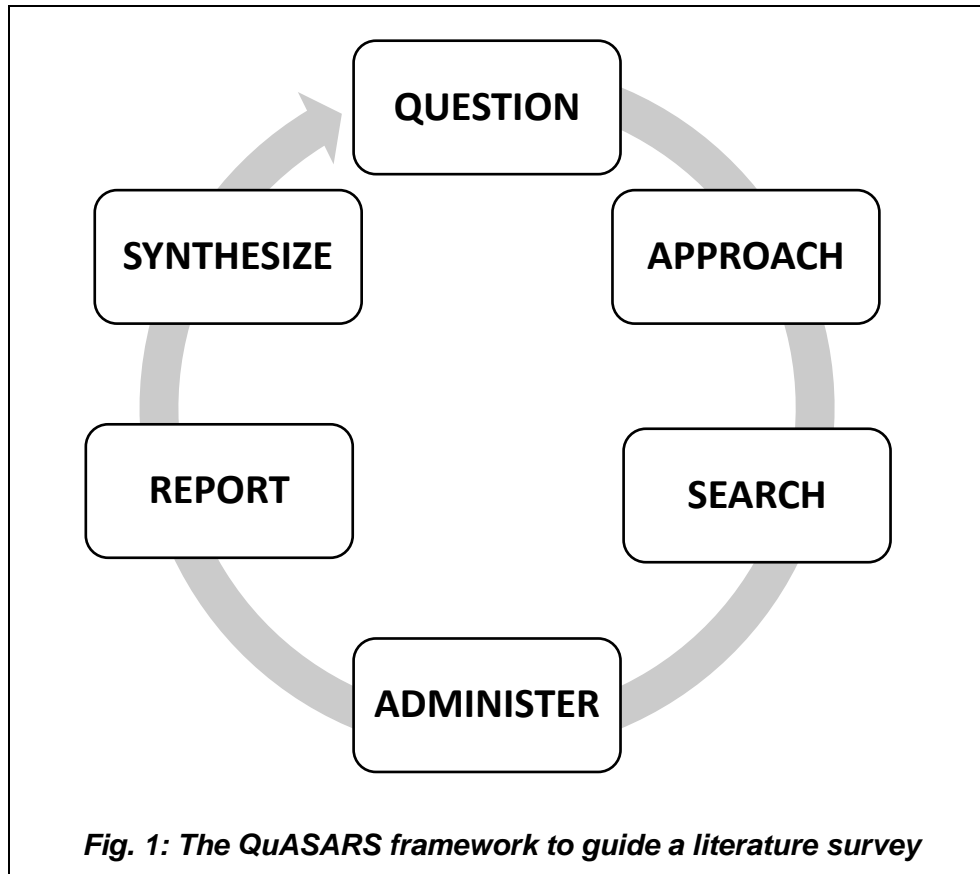 QUESTION
APPROACH
SEARCH
ADMINISTER
REPORT
SYNTHESIZE
Fig. 1: The QuASARS framework to guide a literature survey